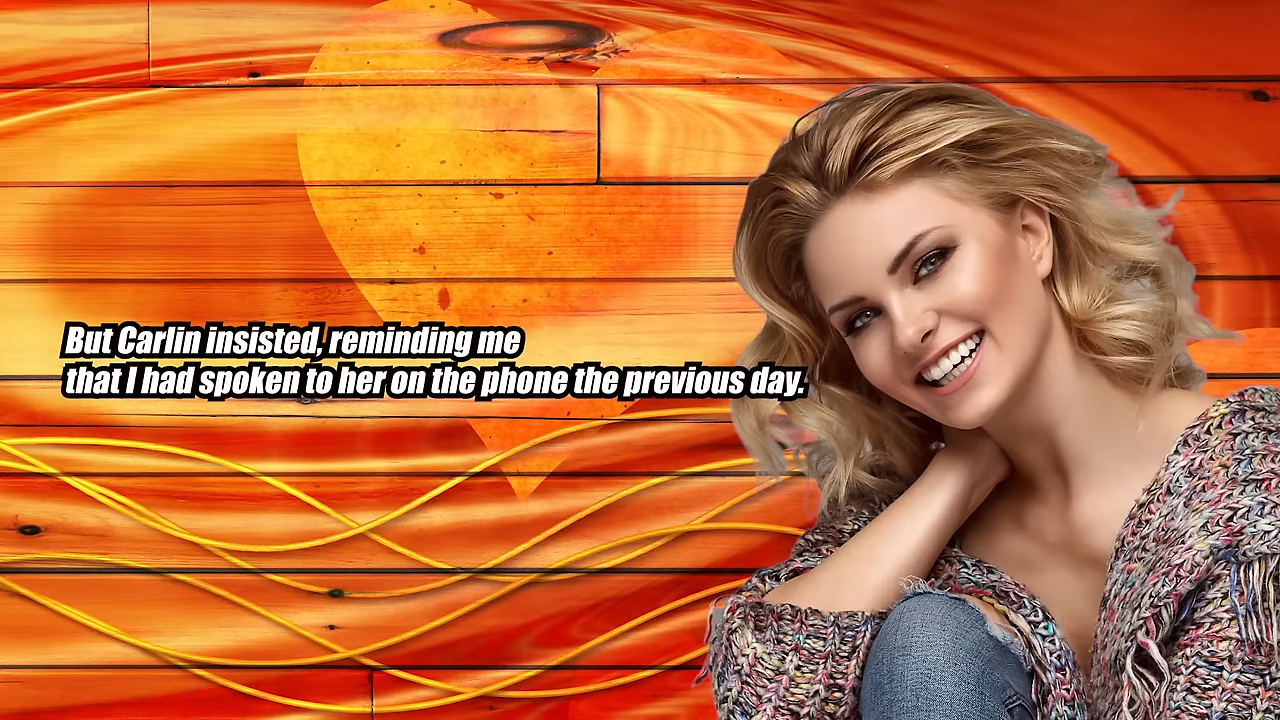 But Carlin insisted, reminding me
that I had spoken to her on the phone the previous day.